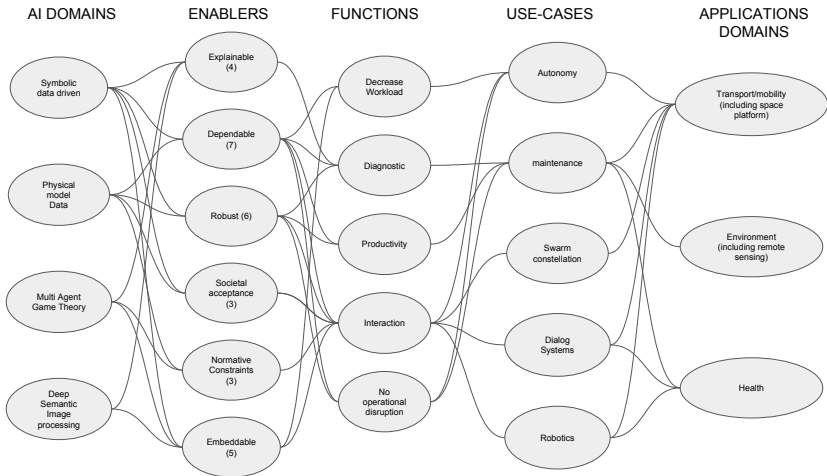 AI DOMAINS
ENABLERS
FUNCTIONS
USE-CASES
APPLICATIONS
DOMAINS
Symbolic
data driven
Physical
model
Data
Multi Agent
Game Theory
Deep
Semantic
Image
processing
Explainable
(4)
Dependable
(7)
Robust (6)
Societal
acceptance
(3)
Normative
Constraints
(3)
Embeddable
(5)
Decrease
Workload
Diagnostic
Productivity
Interaction
No
operational
disruption
Autonomy
maintenance
Swarm
constellation
Dialog
Systems
Robotics
Transport/mobility
(including space
platform)
Environment
(including remote
sensing)
Health